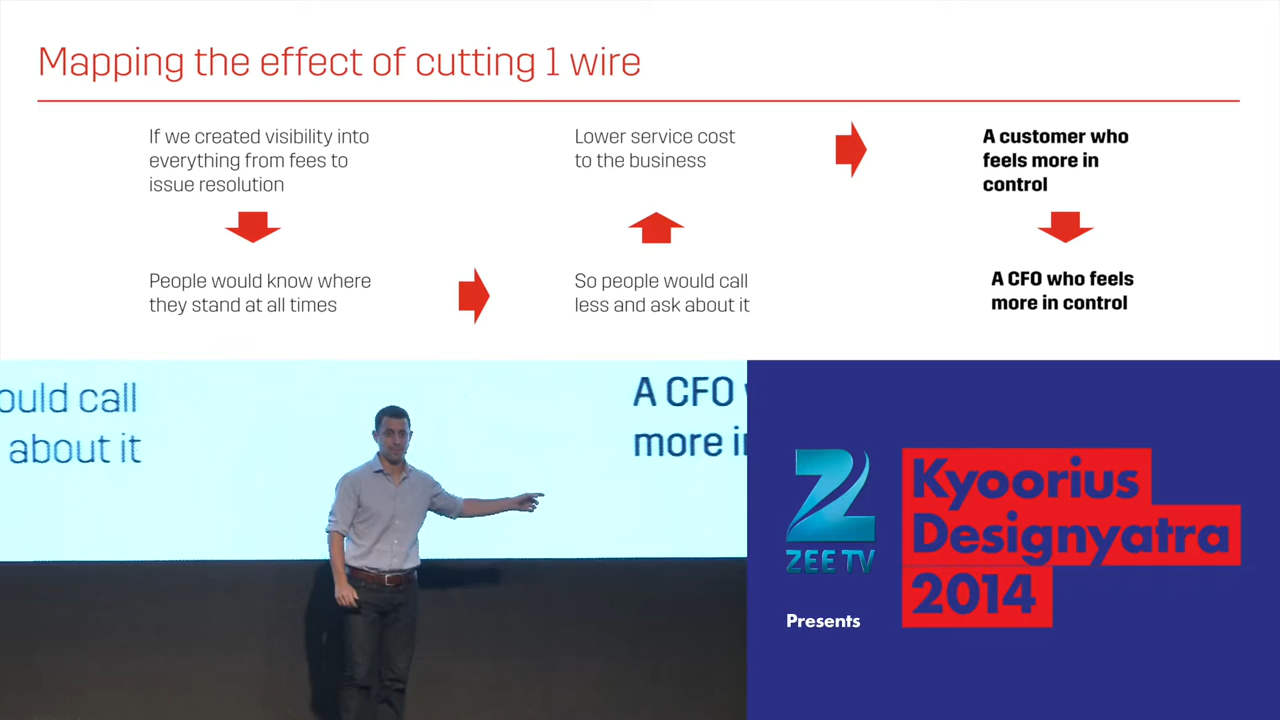 Mapping the effect of cutting 1 wire
If we created visibility into
everything from fees to
issue resolution
People would know where
they stand at all times
Lower service cost
to the business
So people would call
less and ask about it
A customer who
feels more in
control
A CFO who feels
more in control
ould call
about it
A CFO
more in
ZEE TV
Presents
Kyoorius
Designyatra
2014